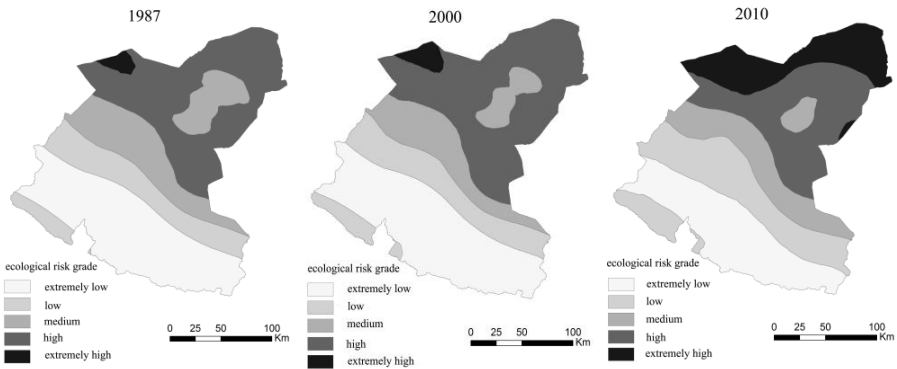 1987
2000
2010
ecological risk grade
extremely low
low
medium
high
extremely high
0 25 50 100
Km
ecological risk grade
extremely low
low
medium
high
extremely high
0 25 50 100
Km
ecological risk grade
extremely low
low
medium
high
extremely high
0 25 50 100
Km